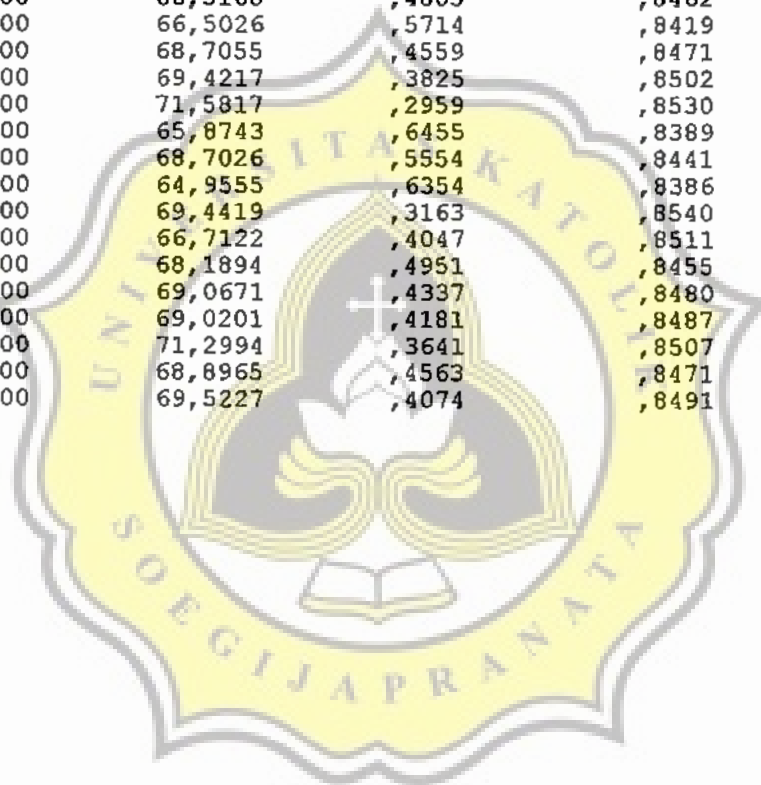 00 66,5026 ,5714 ,8419
00 68,7055 ,4559 ,8471
00 69,4217 ,3825 ,8502
00 71,5817 ,2959 ,8530
00 65,8743 ,6455 ,8389
00 68,7026 ,5554 ,8441
00 64,9555 ,6354 ,8386
00 69,4419 ,3163 ,8540
00 66,7122 ,4047 ,8511
00 68,1894 ,4951 ,8455
00 69,0671 ,4337 ,8480
00 69,0201 ,4181 ,8487
00 71,2994 ,3641 ,8507
00 68,8965 ,4563 ,8471
00 69,5227 ,4074 ,8491
UNIVERSITAS KATOLIK
SOEGIJAPRANATA